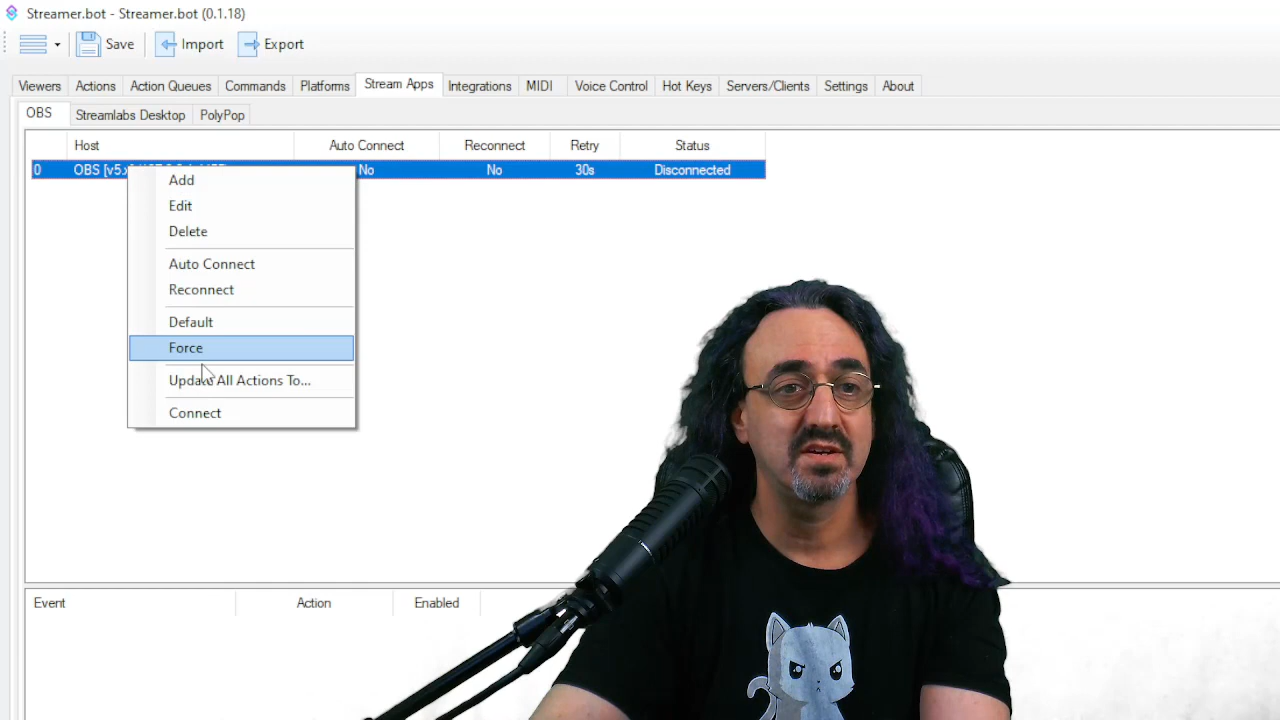 Streamer.bot - Streamer.bot (0.1.18)
Save Import Export
Viewers Actions Action Queues Commands Platforms Stream Apps Integrations MIDI Voice Control Hot Keys Servers/Clients Settings About
OBS Streamlabs Desktop PolyPop
Host Auto Connect Reconnect Retry Status
0 OBS [v5. No No 30s Disconnected
Add
Edit
Delete
Auto Connect
Reconnect
Default
Force
Update All Actions To...
Connect
Event Action Enabled